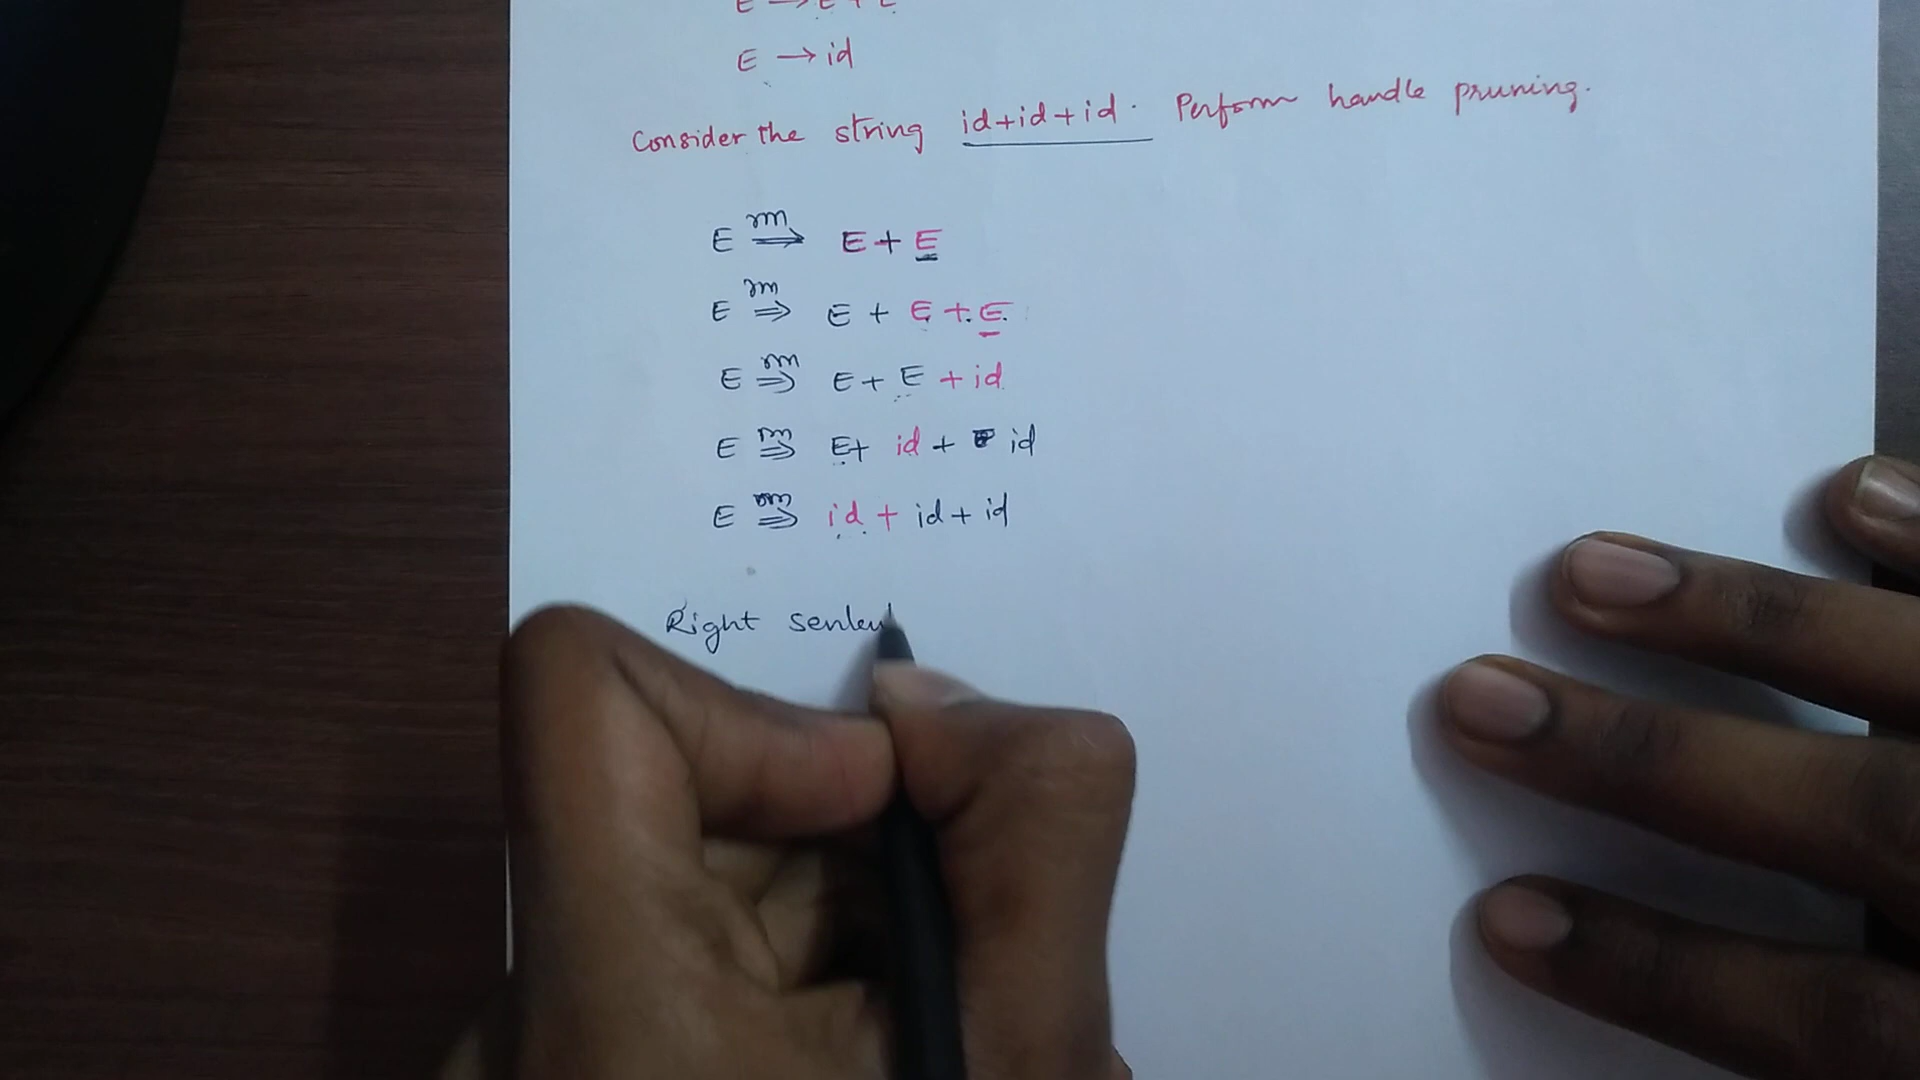 E → E + E
E → id
Consider the string id+id+id. Perform handle pruning.
E rm⇒ E + E
E rm⇒ E + E + E
E rm⇒ E + E + id
E rm⇒ E + id + id
E rm⇒ id + id + id
Right